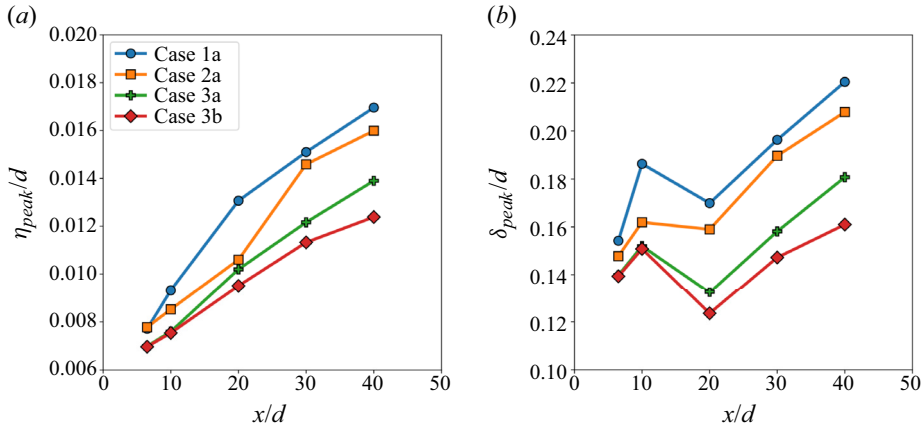 (a)
0.020
0.018
0.016
0.014
0.012
0.010
0.008
0.006
η_peak/d
Case 1a
Case 2a
Case 3a
Case 3b
0 10 20 30 40 50
x/d
(b)
0.24
0.22
0.20
0.18
0.16
0.14
0.12
0.10
δ_peak/d
0 10 20 30 40 50
x/d